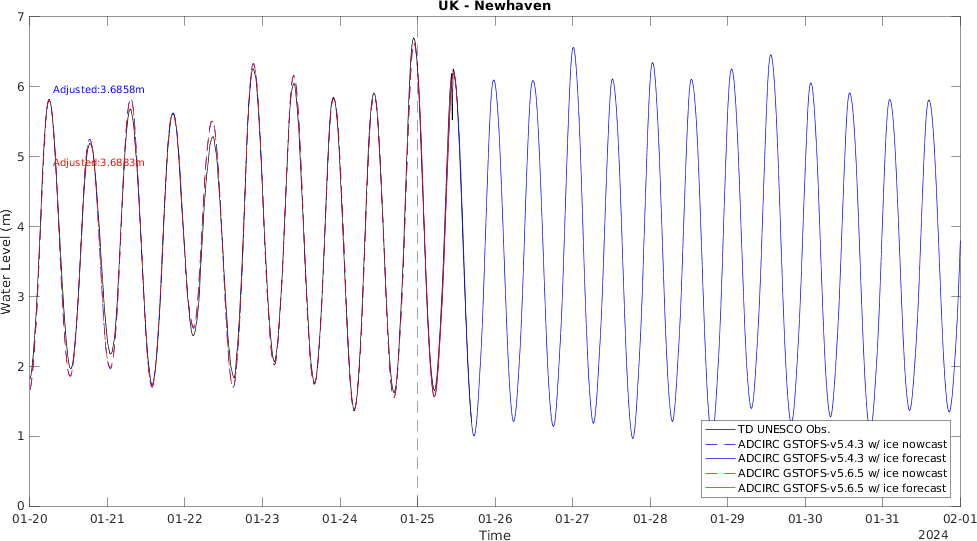 UK - Newhaven
7
6
5
4
3
2
1
0
Water Level (m)
Adjusted:3.6858m
Adjusted:3.6883m
TD UNESCO Obs.
ADCIRC GSTOFS-v5.4.3 w/ ice nowcast
ADCIRC GSTOFS-v5.4.3 w/ ice forecast
ADCIRC GSTOFS-v5.6.5 w/ ice nowcast
ADCIRC GSTOFS-v5.6.5 w/ ice forecast
01-20 01-21 01-22 01-23 01-24 01-25 01-26 01-27 01-28 01-29 01-30 01-31 02-01
Time
2024